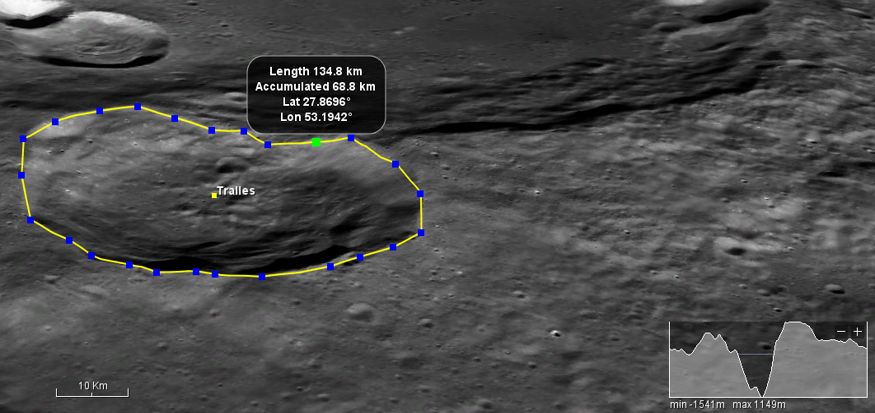 Length 134.8 km
Accumulated 68.8 km
Lat 27.8696°
Lon 53.1942°
Tralles
10 Km
− +
min -1541m max 1149m